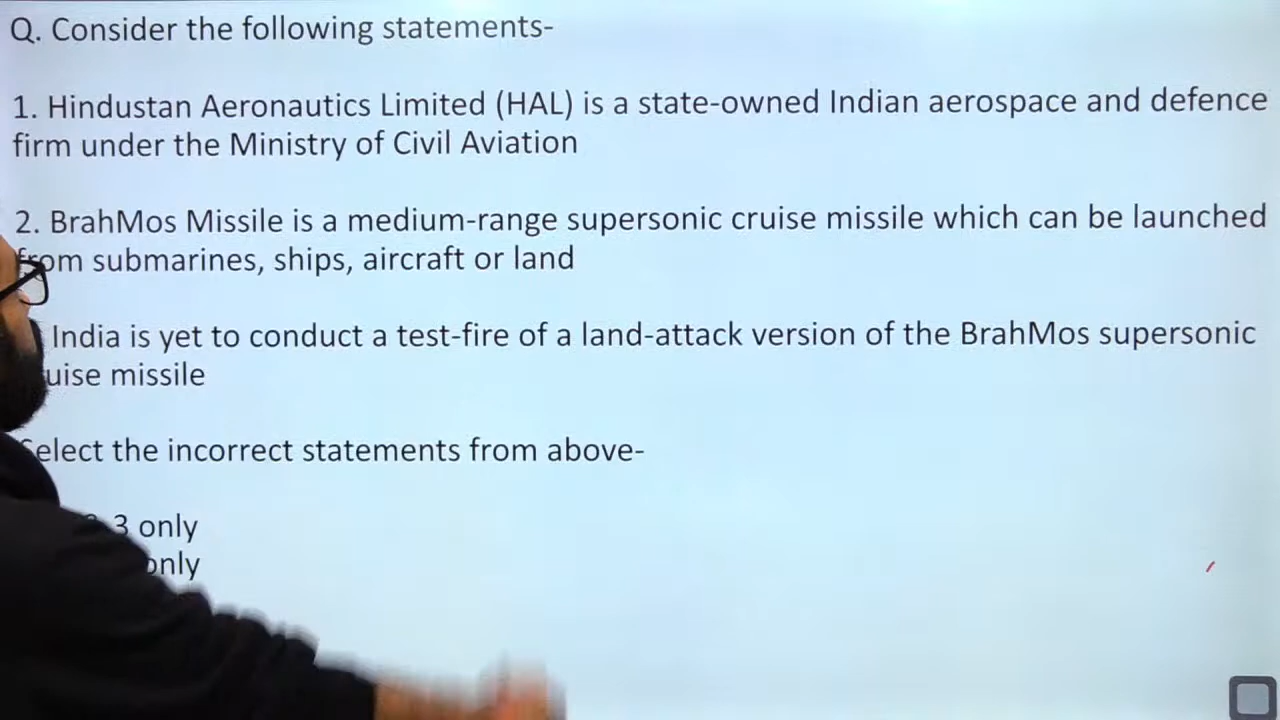 Q. Consider the following statements-
1. Hindustan Aeronautics Limited (HAL) is a state-owned Indian aerospace and defence
firm under the Ministry of Civil Aviation
2. BrahMos Missile is a medium-range supersonic cruise missile which can be launched
from submarines, ships, aircraft or land
India is yet to conduct a test-fire of a land-attack version of the BrahMos supersonic
uise missile
Select the incorrect statements from above-
3 only
only